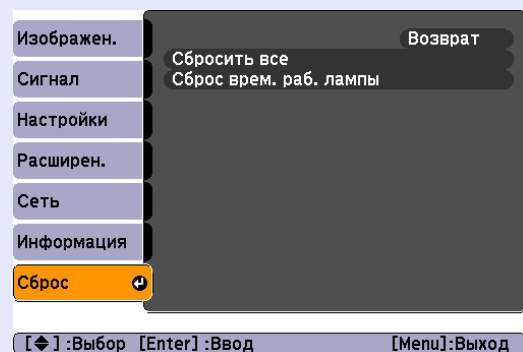 Изображен.
Сигнал
Настройки
Расширен.
Сеть
Информация
Сброс
Возврат
Сбросить все
Сброс врем. раб. лампы
[◆] :Выбор [Enter] :Ввод [Menu]:Выход